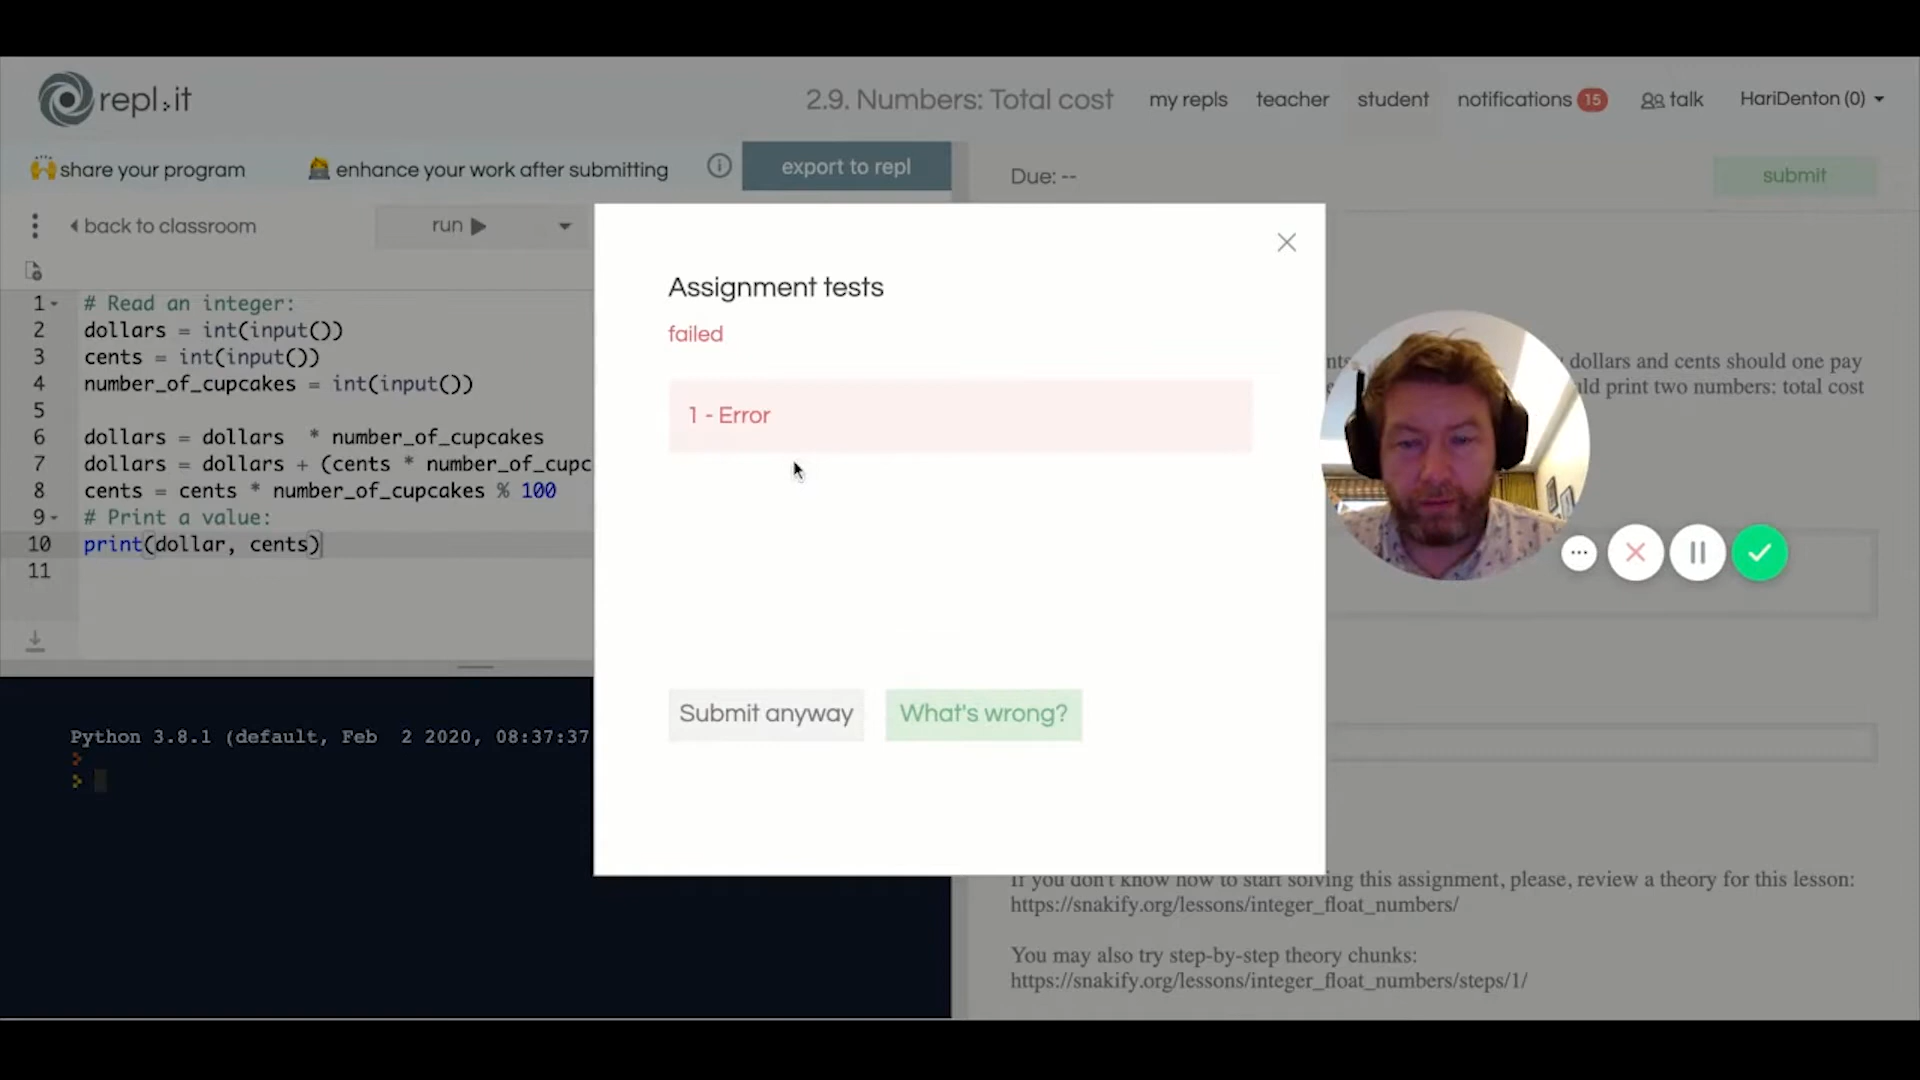 repl.it
2.9. Numbers: Total cost
my repls
teacher
student
notifications 15
talk
HariDenton (0)
share your program
enhance your work after submitting
export to repl
Due: --
submit
back to classroom
run
1 # Read an integer:
2 dollars = int(input())
3 cents = int(input())
4 number_of_cupcakes = int(input())
5
6 dollars = dollars  * number_of_cupcakes
7 dollars = dollars + (cents * number_of_cupc
8 cents = cents * number_of_cupcakes % 100
9 # Print a value:
10 print(dollar, cents)
11
Python 3.8.1 (default, Feb  2 2020, 08:37:37
Assignment tests
failed
1 - Error
Submit anyway
What's wrong?
dollars and cents should one pay
print two numbers: total cost
If you don't know how to start solving this assignment, please, review a theory for this lesson:
https://snakify.org/lessons/integer_float_numbers/
You may also try step-by-step theory chunks:
https://snakify.org/lessons/integer_float_numbers/steps/1/